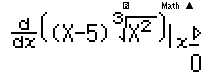 Math ▲
d/dx((X-5) ³√X²)|x=
0